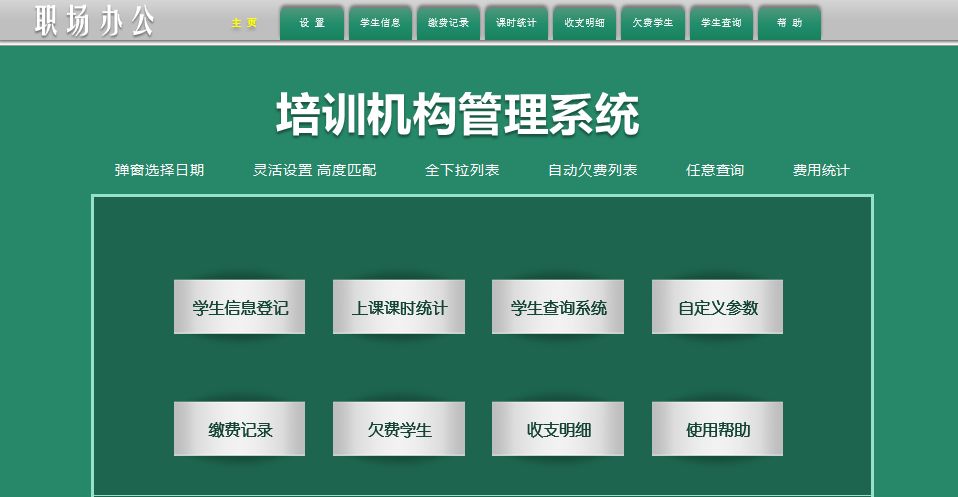 职场办公 主 页 设 置 学生信息 缴费记录 课时统计 收支明细 欠费学生 学生查询 帮 助
培训机构管理系统
弹窗选择日期 灵活设置 高度匹配 全下拉列表 自动欠费列表 任意查询 费用统计
学生信息登记 上课课时统计 学生查询系统 自定义参数
缴费记录 欠费学生 收支明细 使用帮助